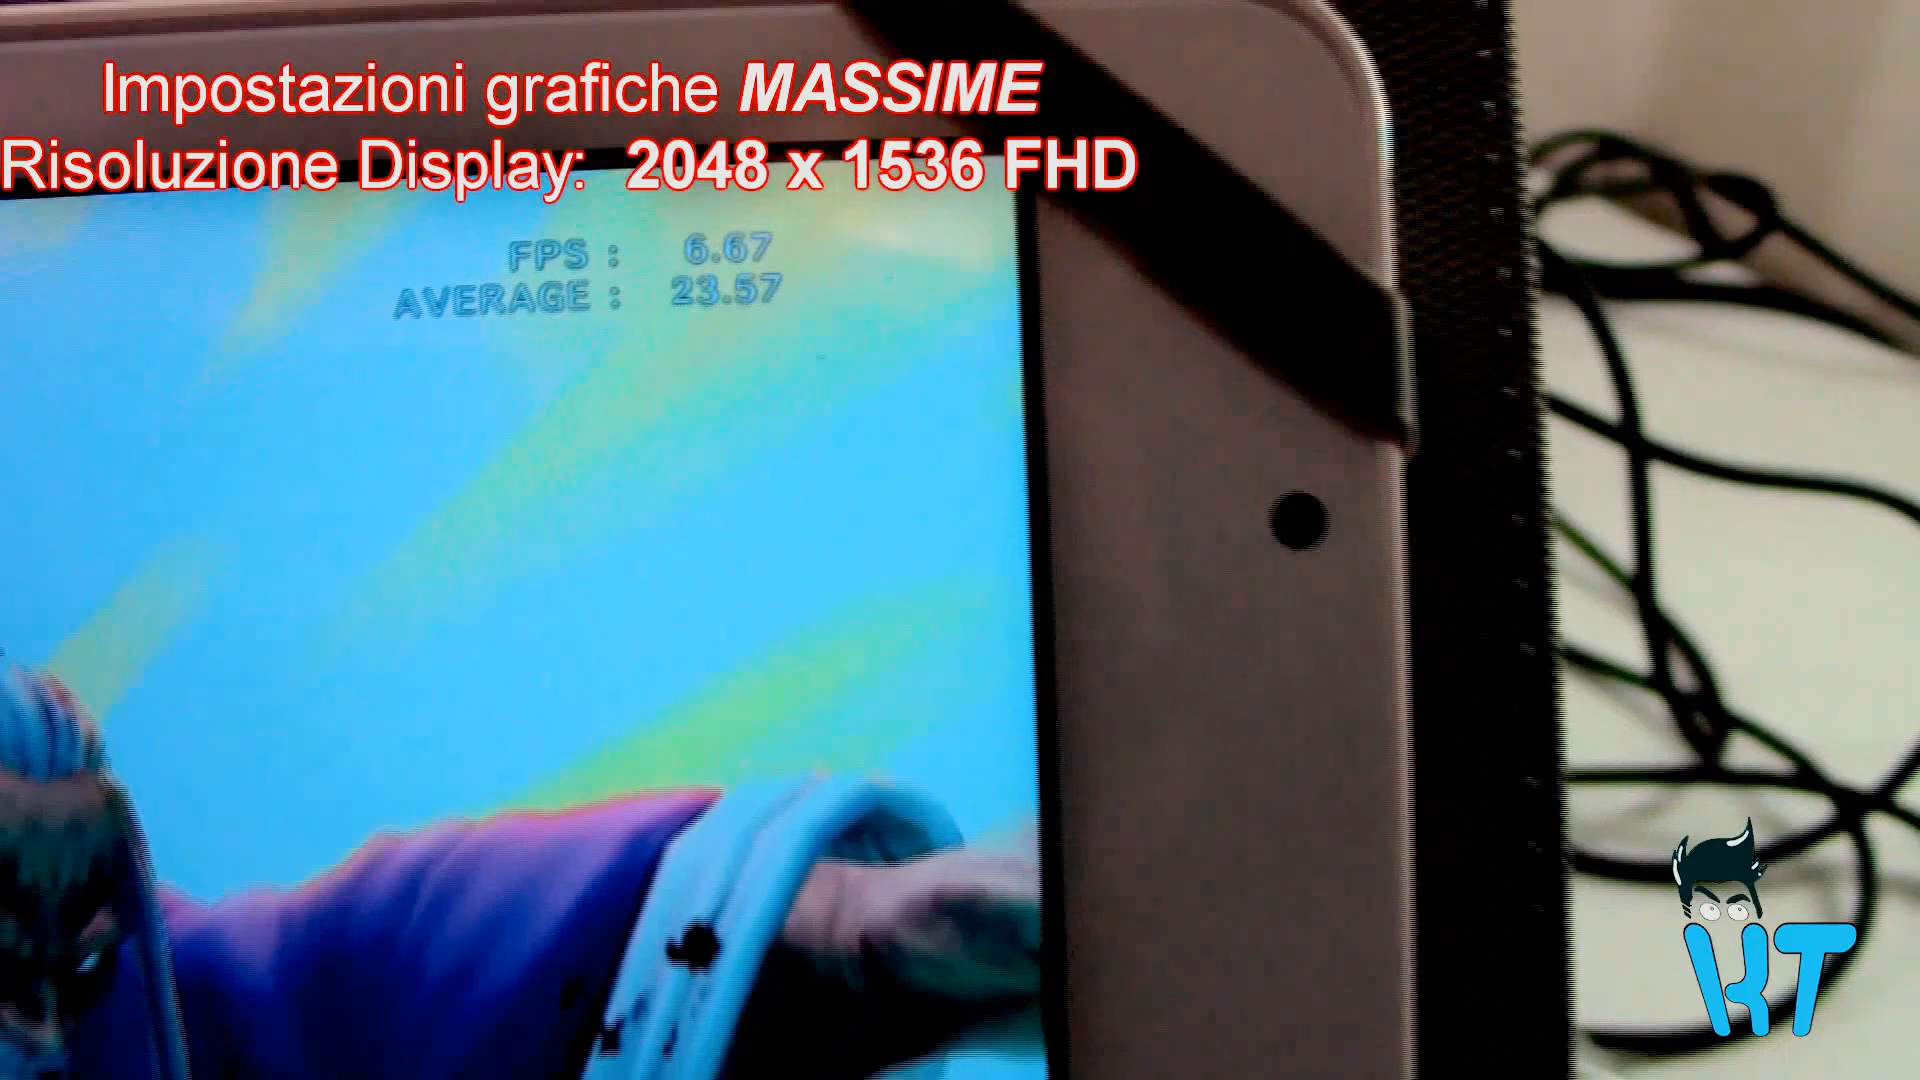 Impostazioni grafiche MASSIME
Risoluzione Display: 2048 x 1536 FHD
FPS : 6.67
AVERAGE : 23.57
KT